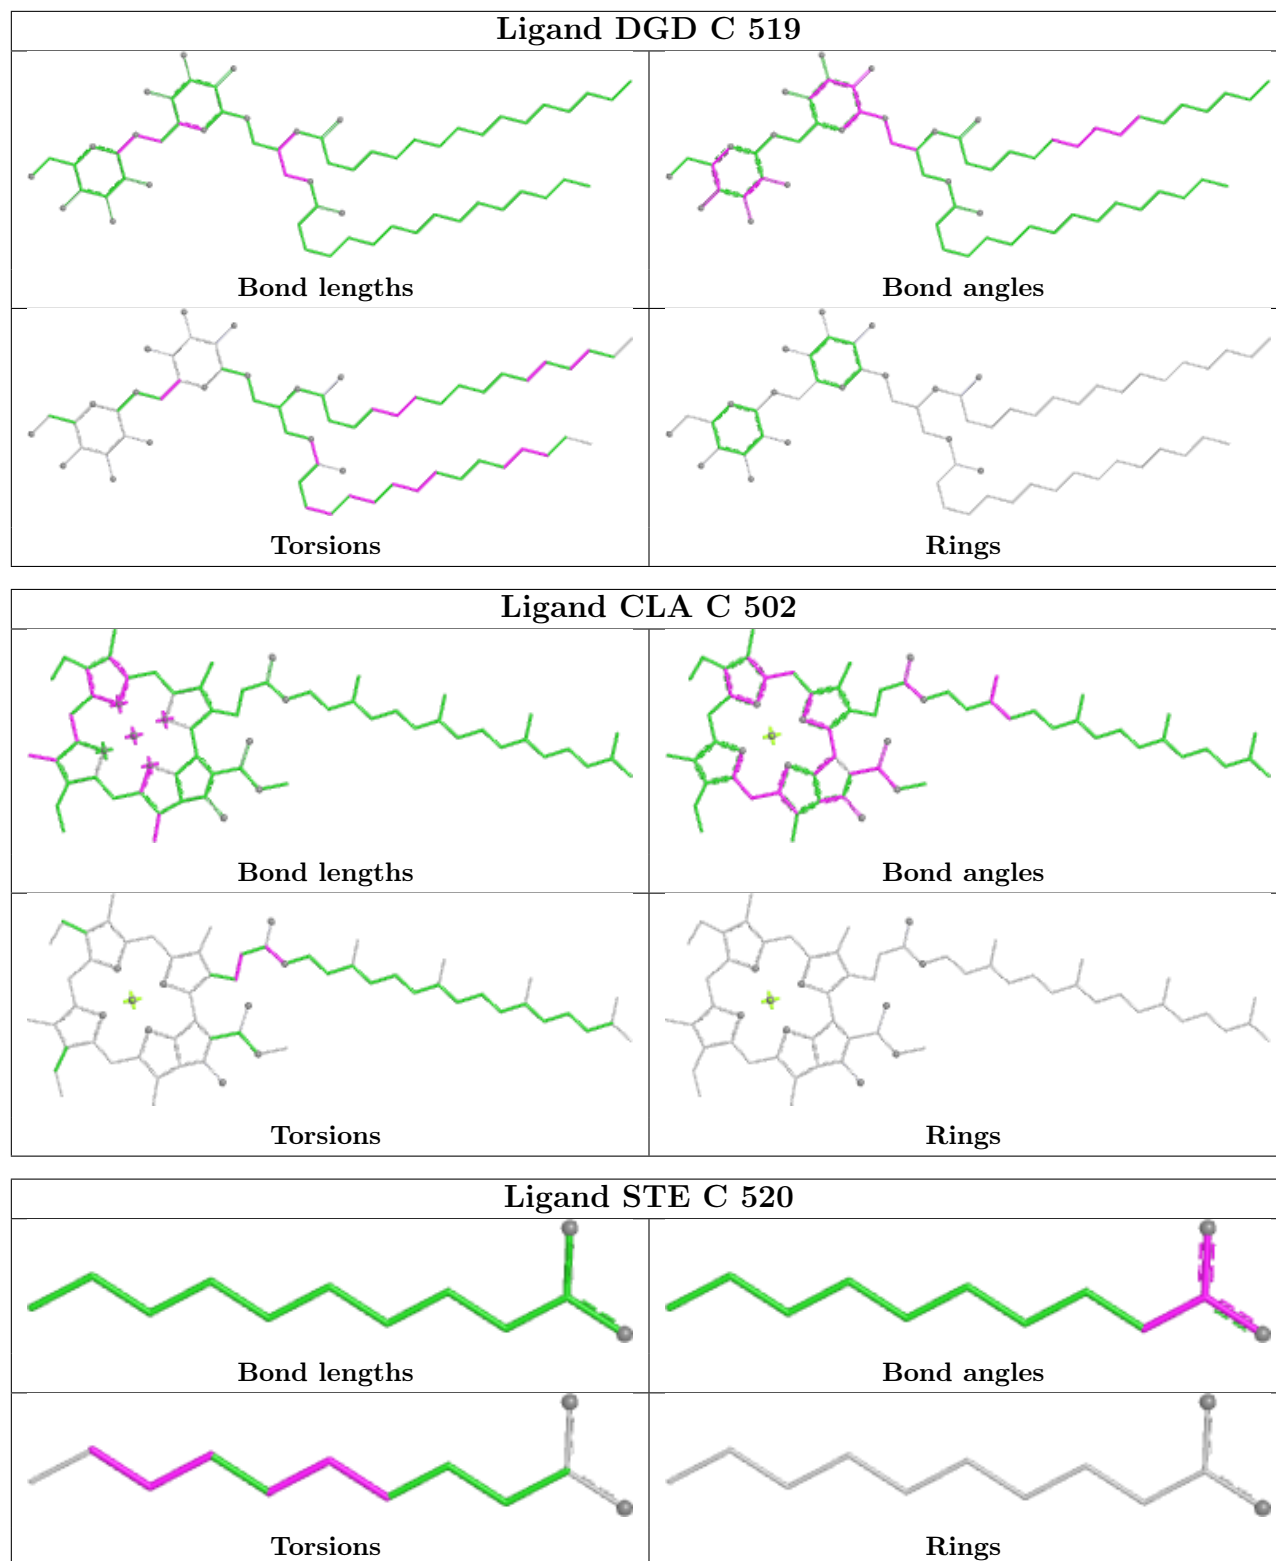 Ligand DGD C 519
Bond lengths
Bond angles
Torsions
Rings
Ligand CLA C 502
Bond lengths
Bond angles
Torsions
Rings
Ligand STE C 520
Bond lengths
Bond angles
Torsions
Rings